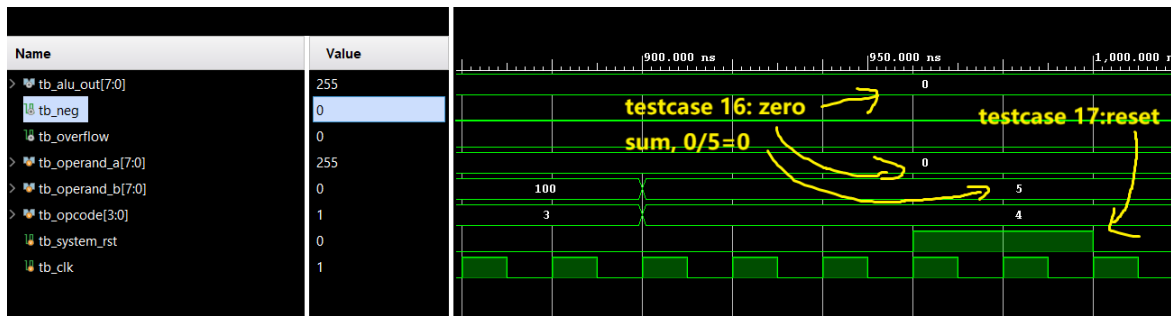 Name
Value
900.000 ns
950.000 ns
1,000.000 n
tb_alu_out[7:0]
255
0
tb_neg
0
testcase 16: zero
testcase 17:reset
tb_overflow
0
sum, 0/5=0
tb_operand_a[7:0]
255
0
tb_operand_b[7:0]
0
100
5
tb_opcode[3:0]
1
3
4
tb_system_rst
0
tb_clk
1